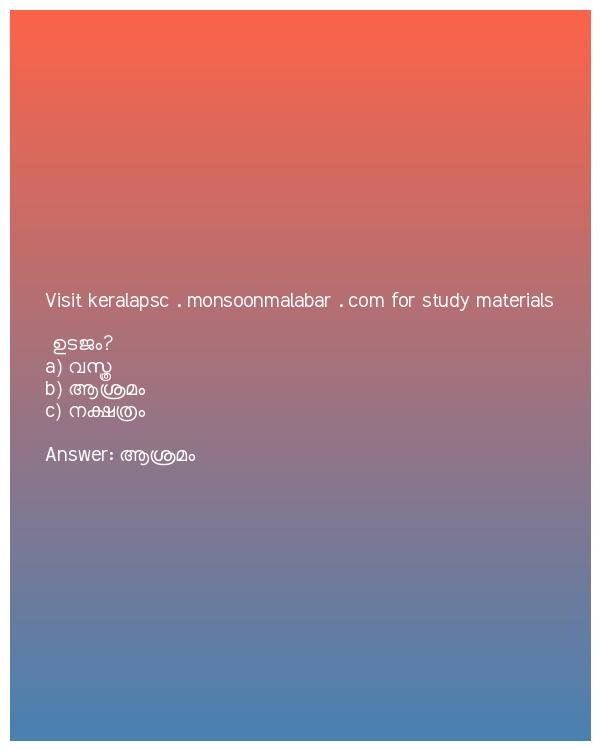 Visit keralapsc . monsoonmalabar . com for study materials
ഉടജം?
a) വസ്ത്ര
b) ആശ്രമം
c) നക്ഷത്രം
Answer: ആശ്രമം